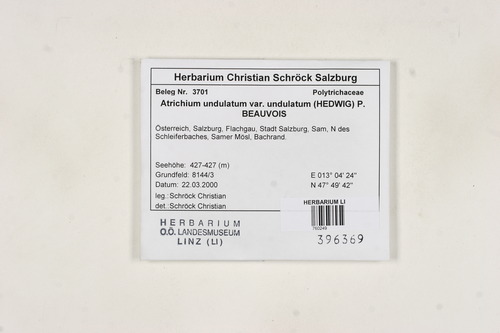 Herbarium Christian Schröck Salzburg
Beleg Nr. 3701 Polytrichaceae
Atrichium undulatum var. undulatum (HEDWIG) P.
BEAUVOIS
Österreich, Salzburg, Flachgau, Stadt Salzburg, Sam, N des
Schleiferbaches, Samer Mösl, Bachrand.
Seehöhe: 427-427 (m)
Grundfeld: 8144/3 E 013° 04' 24"
Datum: 22.03.2000 N 47° 49' 42"
leg.: Schröck Christian
det.: Schröck Christian
HERBARIUM LI
760249
HERBARIUM
O.Ö. LANDESMUSEUM
LINZ (LI)
396369